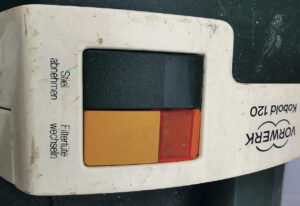 VORWERK
Kobold 120
Stiel
abnehmen
Filtertüte
wechseln